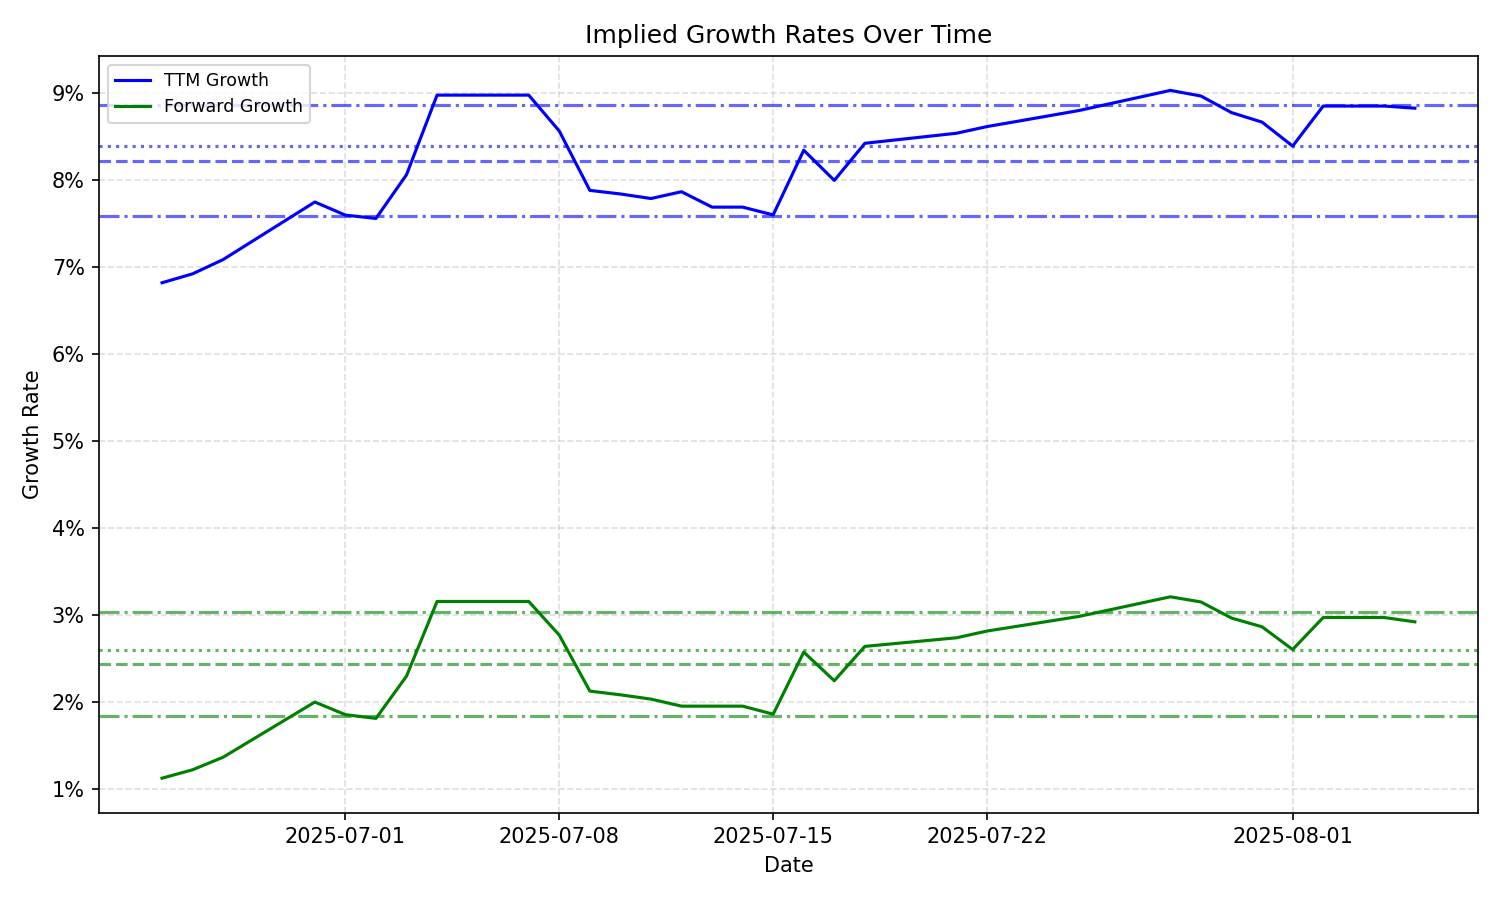 Implied Growth Rates Over Time
TTM Growth
Forward Growth
9%
8%
7%
6%
5%
4%
3%
2%
1%
Growth Rate
2025-07-01
2025-07-08
2025-07-15
2025-07-22
2025-08-01
Date